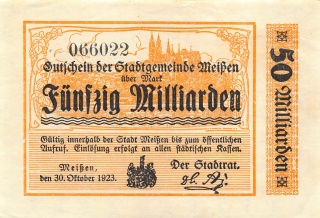 066022
Gutschein der Stadtgemeinde Meißen
über Mark
Fünfzig Milliarden
Gültig innerhalb der Stadt Meißen bis zum öffentlichen
Aufruf. Einlösung erfolgt an allen städtischen Kassen.
Meißen,
den 30. Oktober 1923.
Der Stadtrat.
50 Milliarden